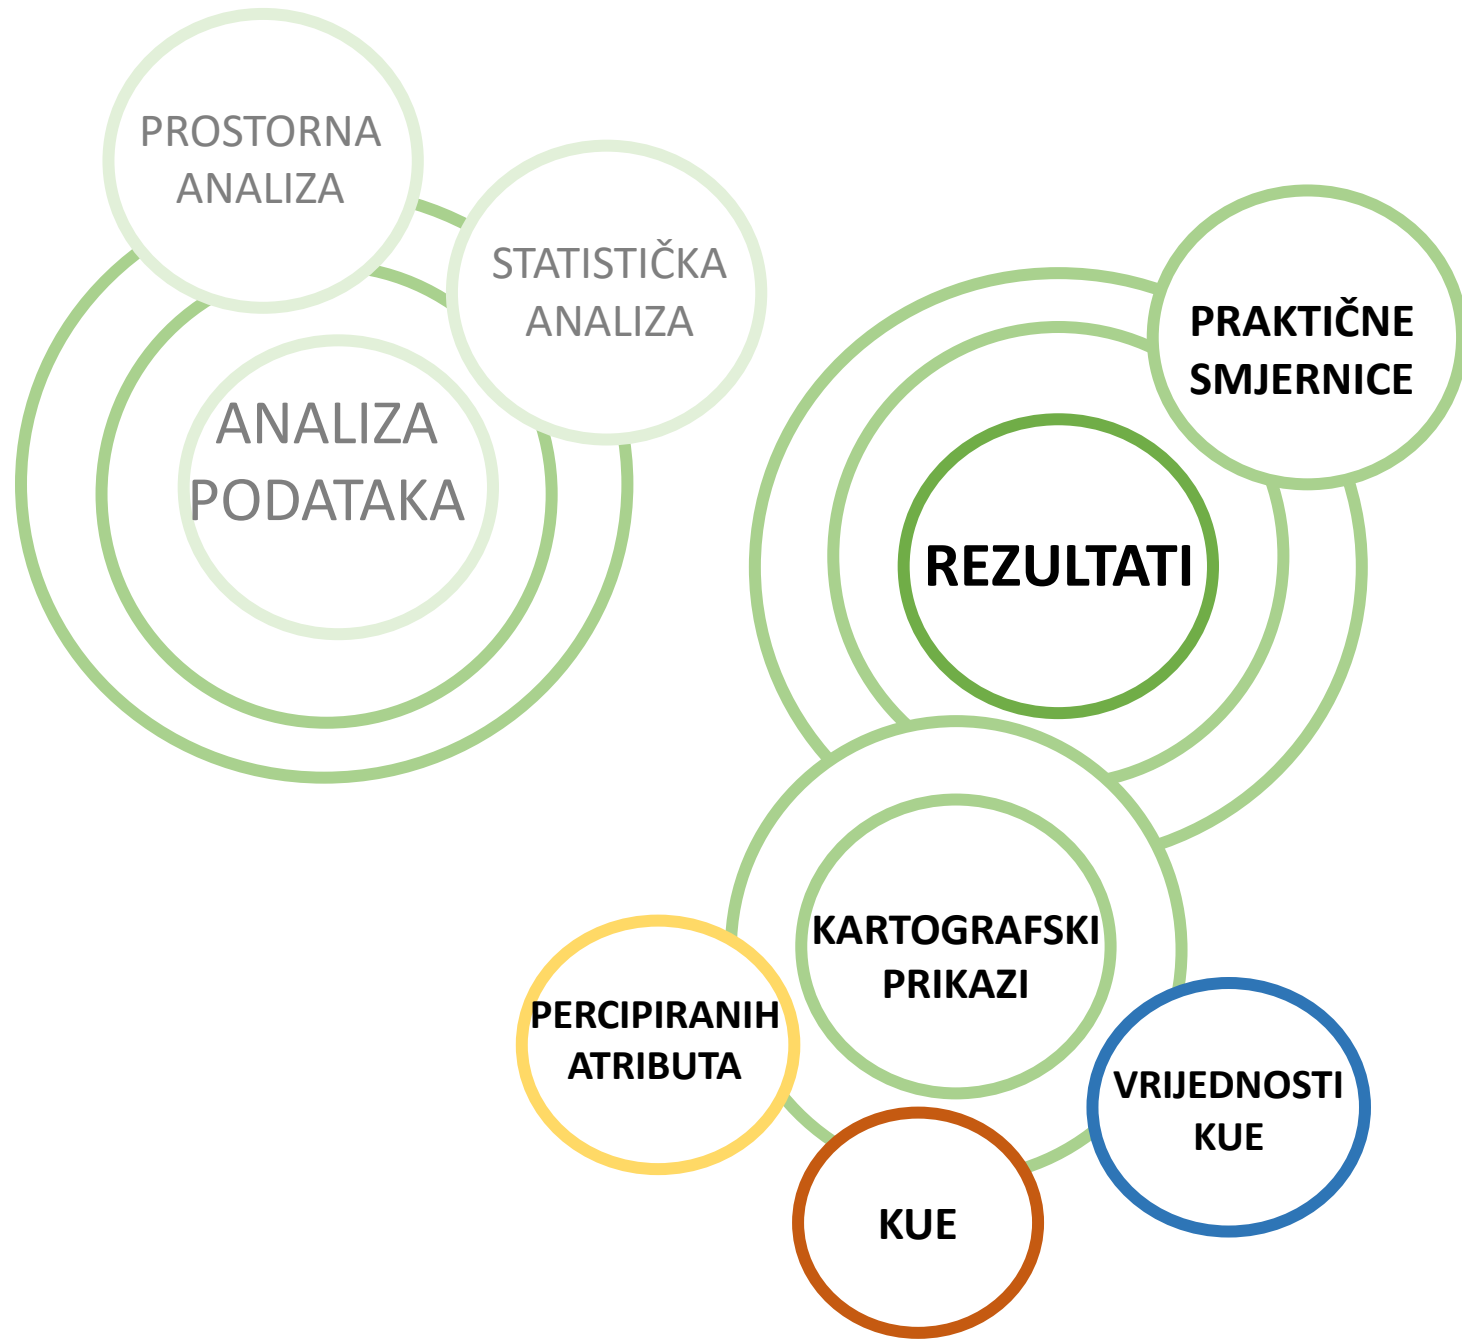 PROSTORNA
ANALIZA
STATISTIČKA
ANALIZA
ANALIZA
PODATAKA
PRAKTIČNE
SMJERNICE
REZULTATI
KARTOGRAFSKI
PRIKAZI
PERCIPIRANIH
ATRIBUTA
VRIJEDNOSTI
KUE
KUE